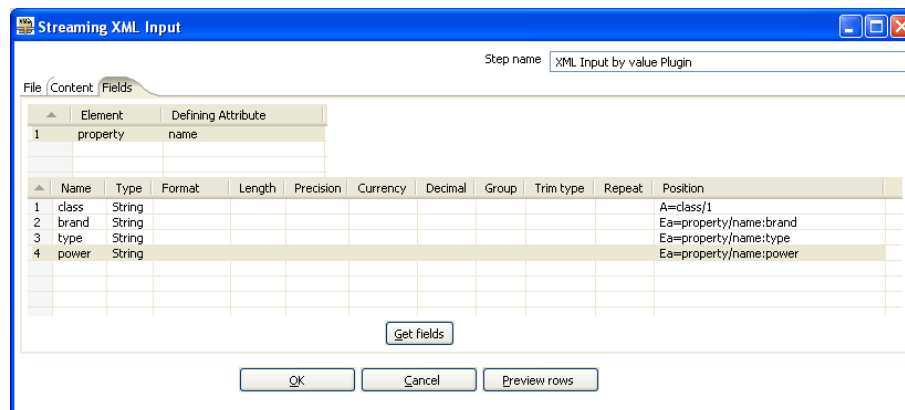 Streaming XML Input
Step name XML Input by value Plugin
File Content Fields
Element Defining Attribute
1 property name
Name Type Format Length Precision Currency Decimal Group Trim type Repeat Position
1 class String A=class/1
2 brand String Ea=property/name:brand
3 type String Ea=property/name:type
4 power String Ea=property/name:power
Get fields
OK Cancel Preview rows